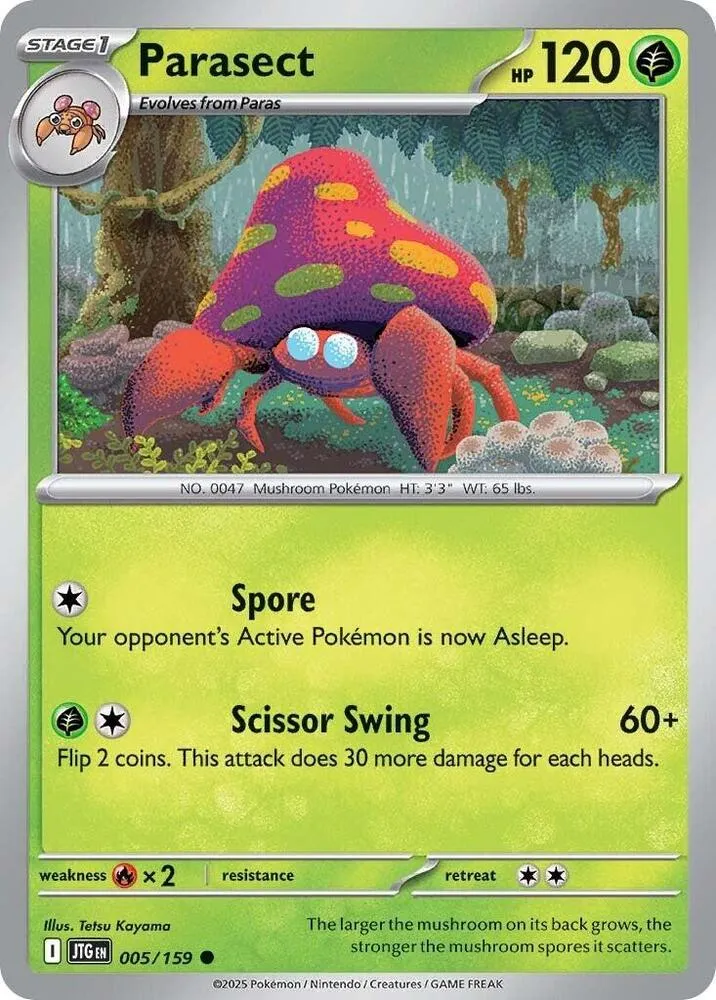 STAGE 1
Parasect
HP 120
Evolves from Paras
NO. 0047 Mushroom Pokémon HT: 3'3" WT: 65 lbs.
Spore
Your opponent's Active Pokémon is now Asleep.
Scissor Swing 60+
Flip 2 coins. This attack does 30 more damage for each heads.
weakness ×2 resistance retreat
Illus. Tetsu Kayama
I JTG EN 005/159
The larger the mushroom on its back grows, the
stronger the mushroom spores it scatters.
©2025 Pokémon / Nintendo / Creatures / GAME FREAK